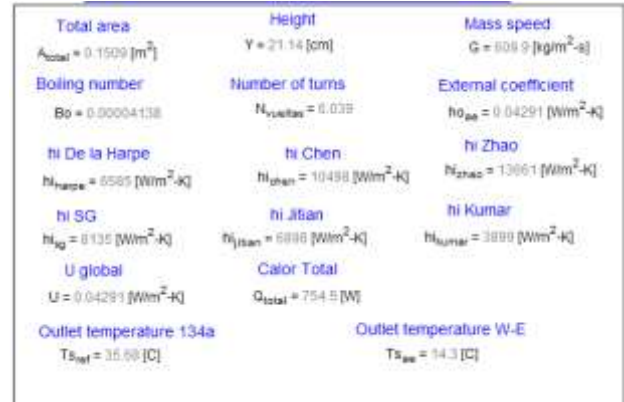 Total area Height Mass speed
A_total = 0.1509 [m²] Y = 21.14 [cm] G = 609.9 [kg/m²-s]
Boiling number Number of turns External coefficient
Bo = 0.00004138 N_vueltas = 6.039 ho_ae = 0.04291 [W/m²-K]
hi De la Harpe hi Chen hi Zhao
hi_harpe = 6585 [W/m²-K] hi_chen = 10498 [W/m²-K] hi_zhao = 13661 [W/m²-K]
hi SG hi Jitian hi Kumar
hi_sg = 8135 [W/m²-K] hi_jitian = 6898 [W/m²-K] hi_kumar = 3899 [W/m²-K]
U global Calor Total
U = 0.04291 [W/m²-K] Q_total = 754.5 [W]
Outlet temperature 134a Outlet temperature W-E
Ts_ref = 35.68 [C] Ts_ae = 14.3 [C]